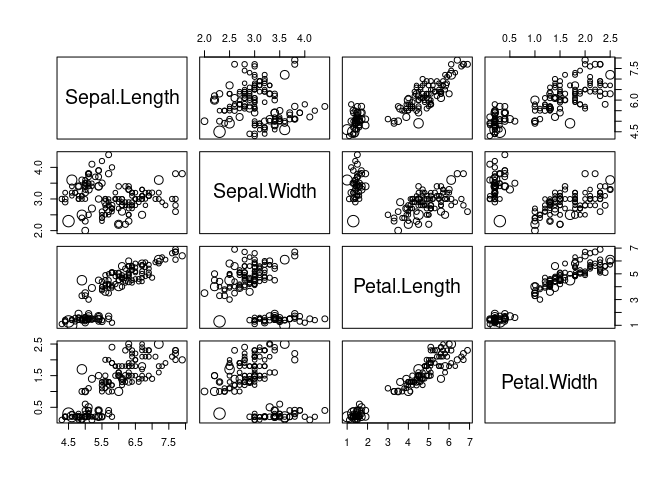 2.0 2.5 3.0 3.5 4.0
0.5 1.0 1.5 2.0 2.5
Sepal.Length
4.5 6.0 7.5
2.0 3.0 4.0
Sepal.Width
Petal.Length
1 3 5 7
0.5 1.5 2.5
Petal.Width
4.5 5.5 6.5 7.5
1 2 3 4 5 6 7